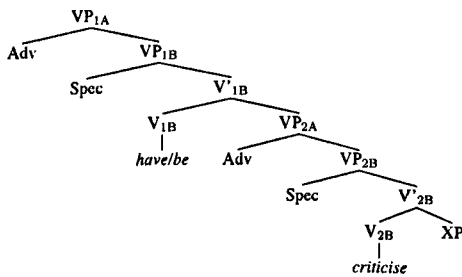 VP1A
Adv VP1B
Spec V'1B
V1B VP2A
have/be Adv VP2B
Spec V'2B
V2B XP
criticise